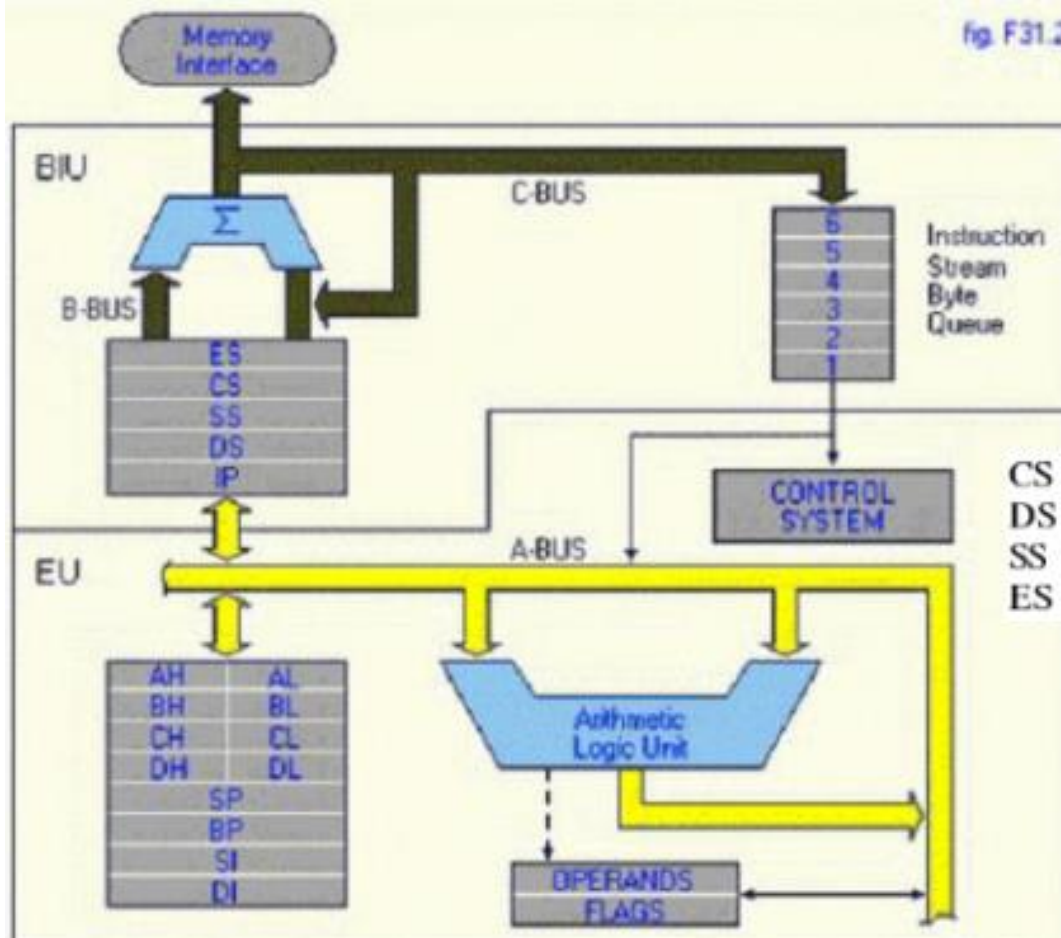 Memory
Interface
fig. F31.2
BIU
C-BUS
Σ
B-BUS
6
5
4
3
2
1
Instruction
Stream
Byte
Queue
ES
CS
SS
DS
IP
CONTROL
SYSTEM
CS
DS
SS
ES
EU
A-BUS
AH AL
BH BL
CH CL
DH DL
SP
BP
SI
DI
Arithmetic
Logic Unit
OPERANDS
FLAGS